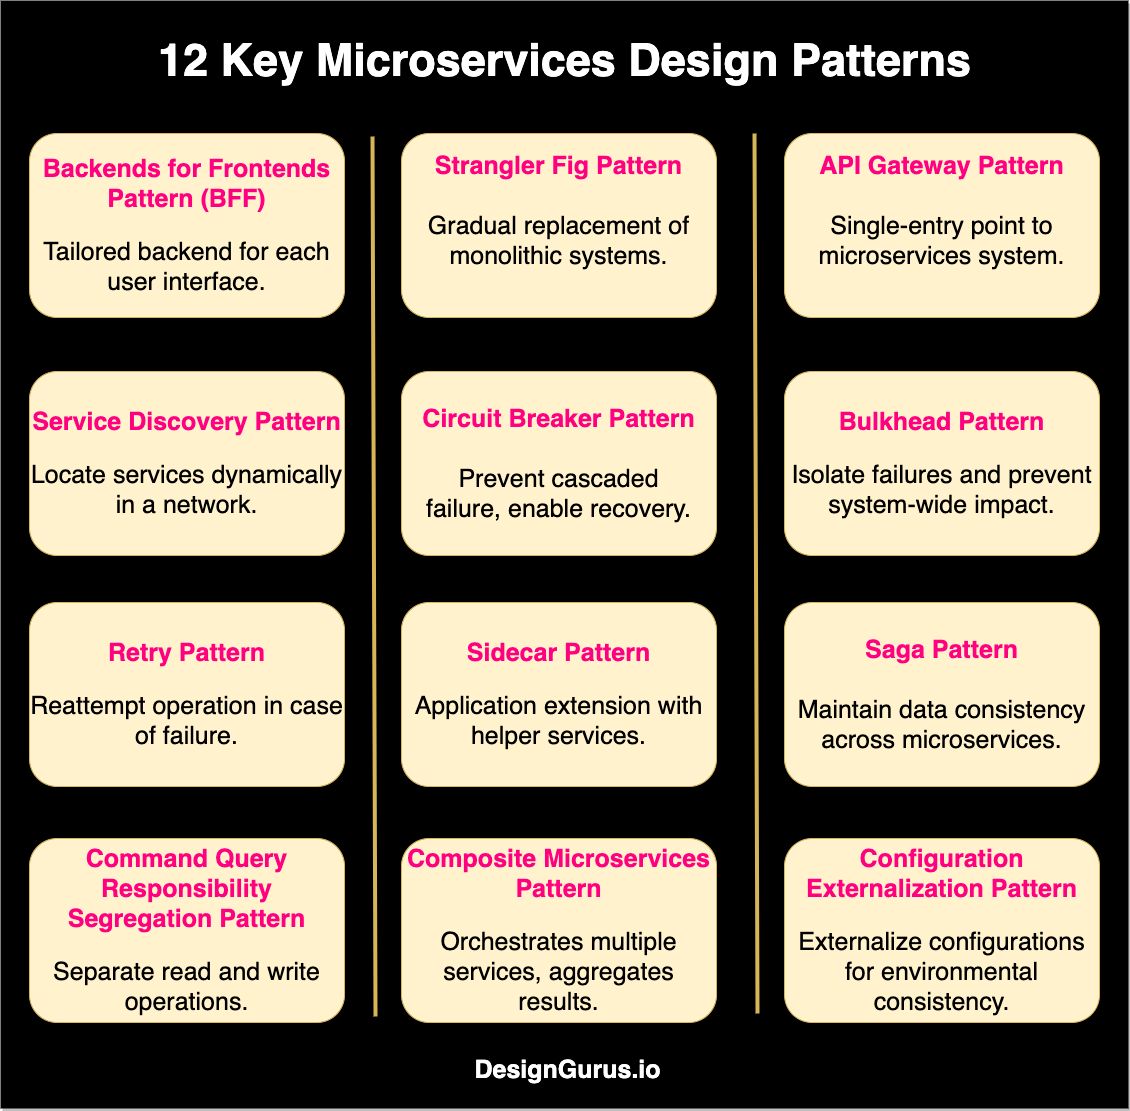 12 Key Microservices Design Patterns
Backends for Frontends
Pattern (BFF)
Tailored backend for each
user interface.
Strangler Fig Pattern
Gradual replacement of
monolithic systems.
API Gateway Pattern
Single-entry point to
microservices system.
Service Discovery Pattern
Locate services dynamically
in a network.
Circuit Breaker Pattern
Prevent cascaded
failure, enable recovery.
Bulkhead Pattern
Isolate failures and prevent
system-wide impact.
Retry Pattern
Reattempt operation in case
of failure.
Sidecar Pattern
Application extension with
helper services.
Saga Pattern
Maintain data consistency
across microservices.
Command Query
Responsibility
Segregation Pattern
Separate read and write
operations.
Composite Microservices
Pattern
Orchestrates multiple
services, aggregates
results.
Configuration
Externalization Pattern
Externalize configurations
for environmental
consistency.
DesignGurus.io